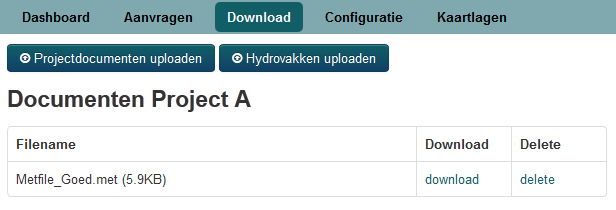 Dashboard Aanvragen Download Configuratie Kaartlagen
Projectdocumenten uploaden Hydrovakken uploaden
Documenten Project A
Filename Download Delete
Metfile_Goed.met (5.9KB) download delete